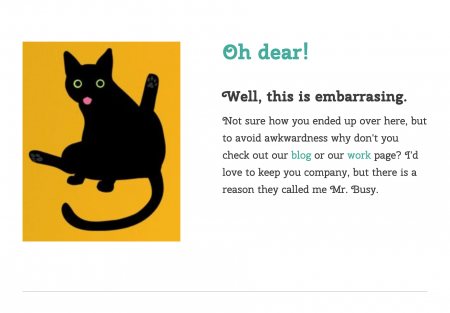 Oh dear!
Well, this is embarrasing.
Not sure how you ended up over here, but
to avoid awkwardness why don't you
check out our blog or our work page? I'd
love to keep you company, but there is a
reason they called me Mr. Busy.